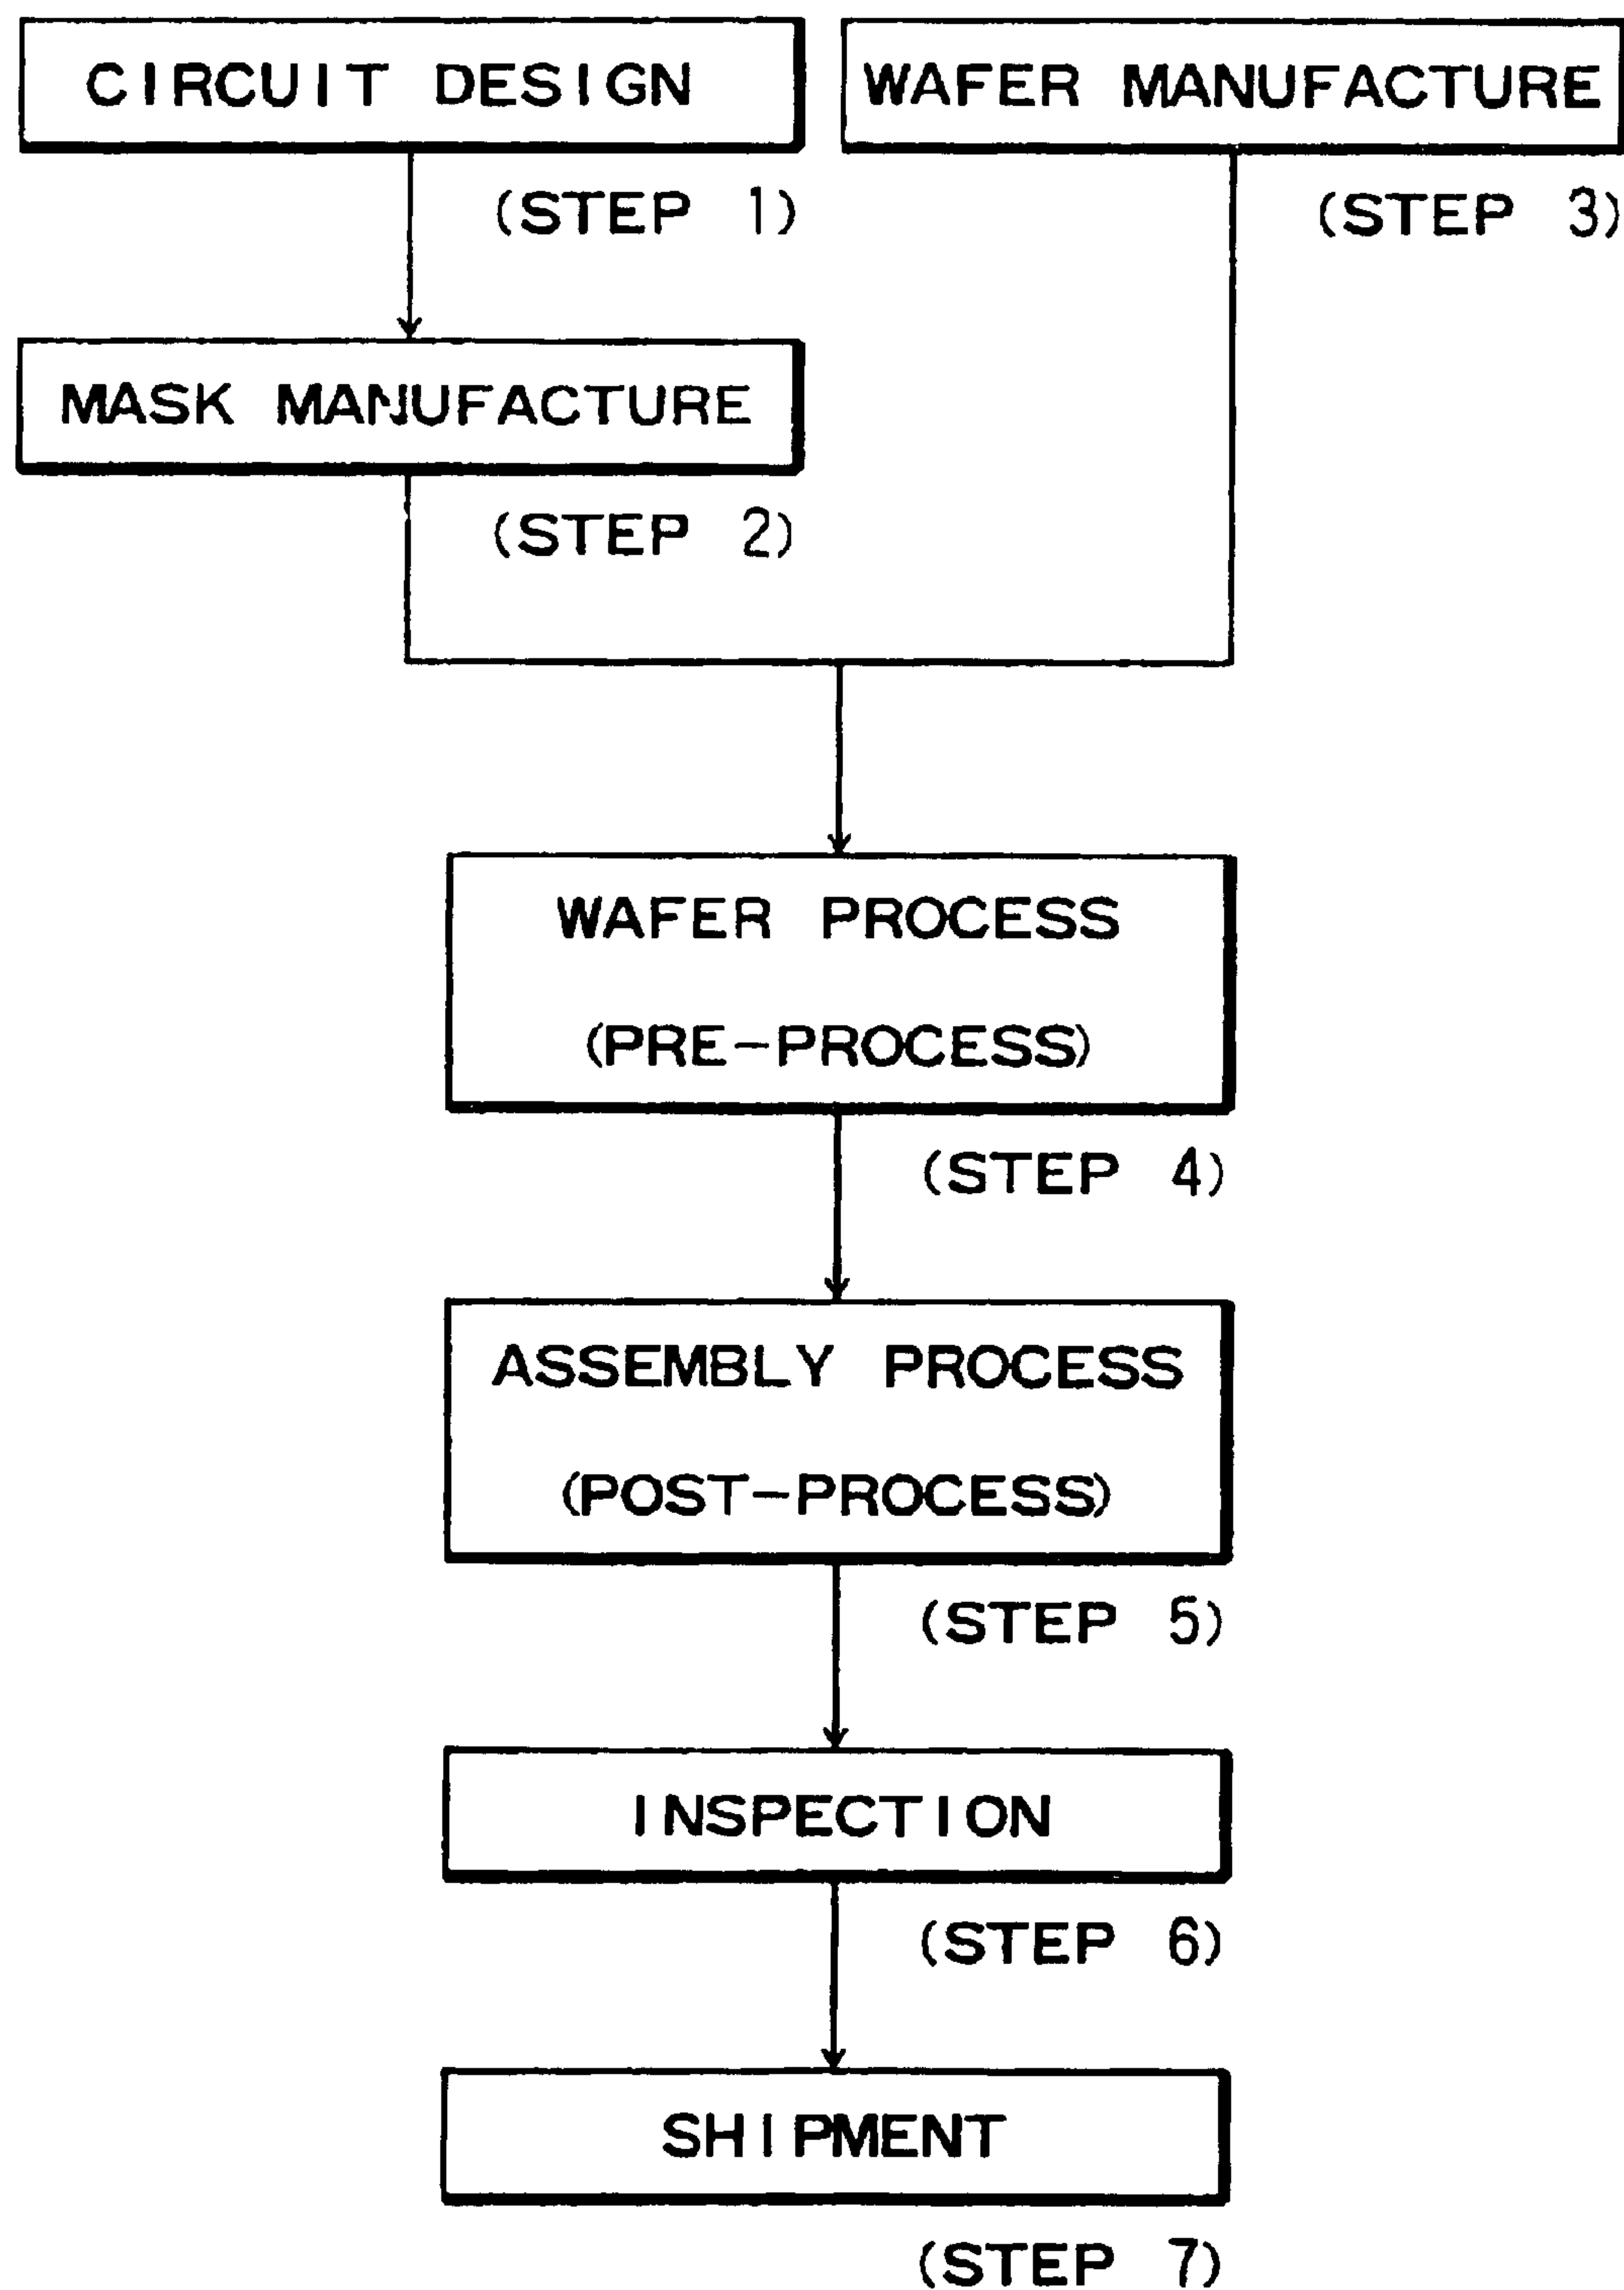 CIRCUIT DESIGN
(STEP 1)
WAFER MANUFACTURE
(STEP 3)
MASK MANUFACTURE
(STEP 2)
WAFER PROCESS
(PRE-PROCESS)
(STEP 4)
ASSEMBLY PROCESS
(POST-PROCESS)
(STEP 5)
INSPECTION
(STEP 6)
SHIPMENT
(STEP 7)